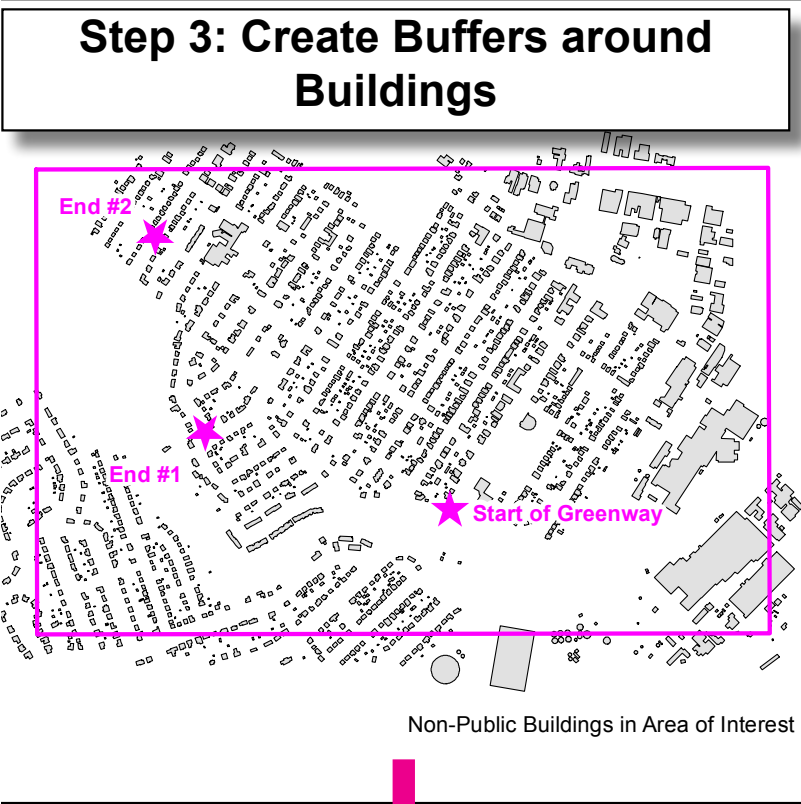 Step 3: Create Buffers around
Buildings
End #2
End #1
Start of Greenway
Non-Public Buildings in Area of Interest